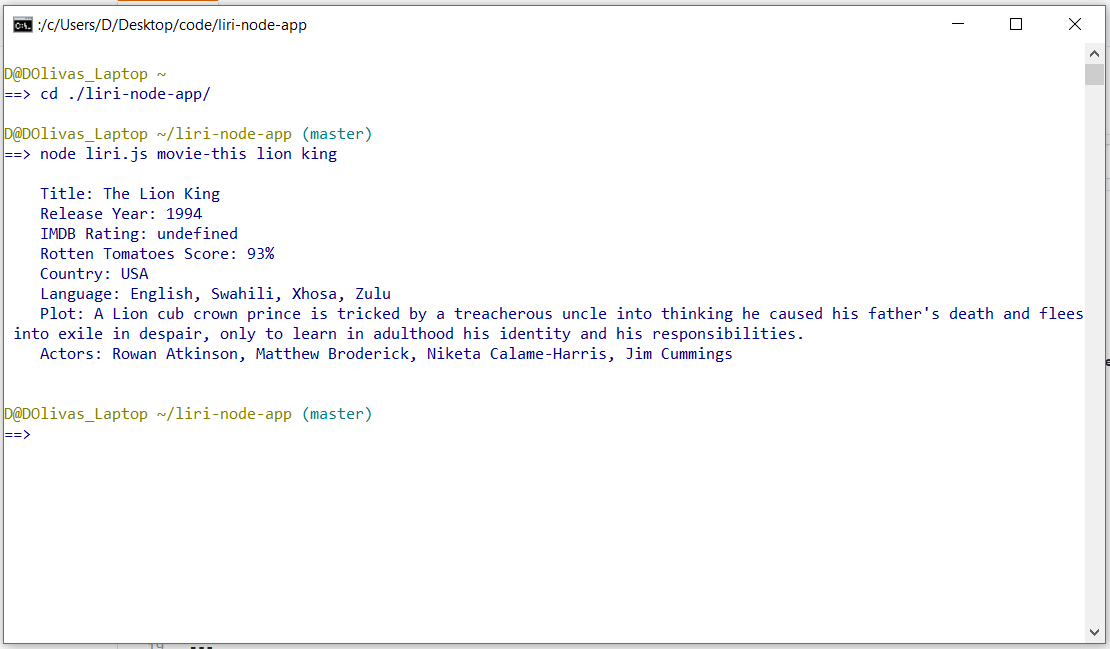 :/c/Users/D/Desktop/code/liri-node-app
D@DOlivas_Laptop ~
==> cd ./liri-node-app/
D@DOlivas_Laptop ~/liri-node-app (master)
==> node liri.js movie-this lion king
Title: The Lion King
Release Year: 1994
IMDB Rating: undefined
Rotten Tomatoes Score: 93%
Country: USA
Language: English, Swahili, Xhosa, Zulu
Plot: A Lion cub crown prince is tricked by a treacherous uncle into thinking he caused his father's death and flees
into exile in despair, only to learn in adulthood his identity and his responsibilities.
Actors: Rowan Atkinson, Matthew Broderick, Niketa Calame-Harris, Jim Cummings
D@DOlivas_Laptop ~/liri-node-app (master)
==>